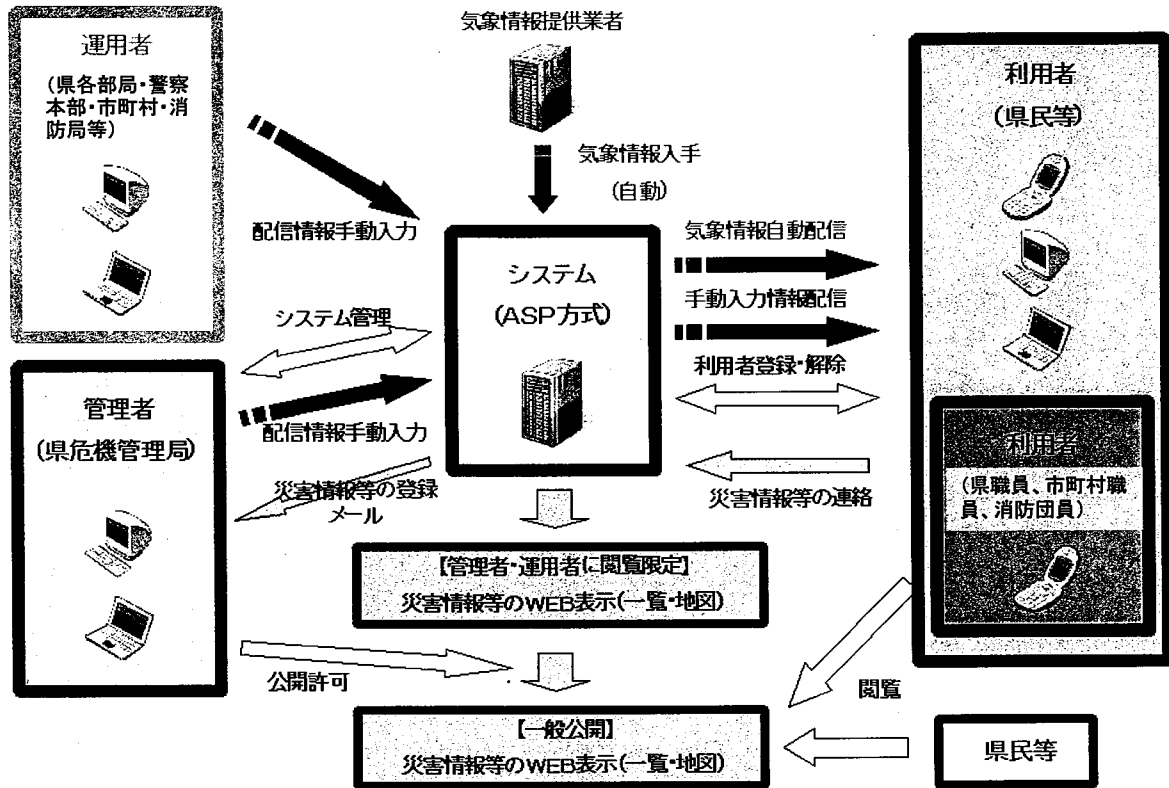 運用者
(県各部局・警察
本部・市町村・消
防局等)
気象情報提供業者
気象情報入手
(自動)
配信情報手動入力
システム
(ASP方式)
気象情報自動配信
手動入力情報配信
利用者登録・解除
災害情報等の連絡
利用者
(県民等)
利用者
(県職員、市町村職
員、消防団員)
システム管理
管理者
(県危機管理局)
配信情報手動入力
災害情報等の登録
メール
【管理者・運用者に閲覧限定】
災害情報等のWEB表示(一覧・地図)
公開許可
閲覧
【一般公開】
災害情報等のWEB表示(一覧・地図)
県民等